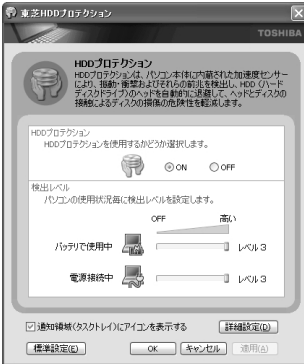 東芝HDDプロテクション
TOSHIBA
HDDプロテクション
HDDプロテクションは、パソコン本体に内蔵された加速度センサー
により、振動・衝撃およびそれらの前兆を検出し、HDD (ハード
ディスクドライブ)のヘッドを自動的に退避して、ヘッドとディスクの
接触によるディスクの損傷の危険性を軽減します。
HDDプロテクション
HDDプロテクションを使用するかどうか選択します。
ON OFF
検出レベル
パソコンの使用状況毎に検出レベルを設定します。
OFF 高い
バッテリで使用中 レベル 3
電源接続中 レベル 3
通知領域(タスクトレイ)にアイコンを表示する 詳細設定(D)
標準設定(E) OK キャンセル 適用(A)